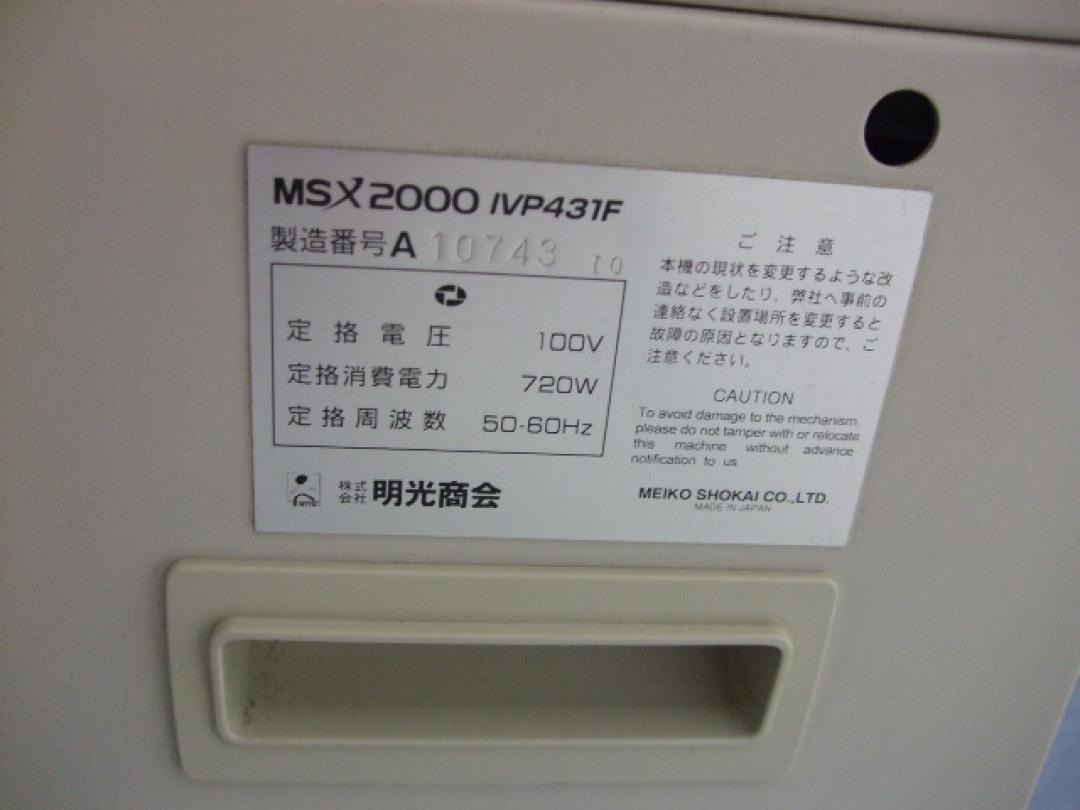 MSX2000 IVP431F
製造番号A 10743 10
定格電圧 100V
定格消費電力 720W
定格周波数 50-60Hz
株式会社 明光商会
ご注意
本機の現状を変更するような改
造などをしたり、弊社へ事前の
連絡なく設置場所を変更すると
故障の原因となりますので、ご
注意ください。
CAUTION
To avoid damage to the mechanism,
please do not tamper with or relocate
this machine without advance
notification to us
MEIKO SHOKAI CO.,LTD.
MADE IN JAPAN